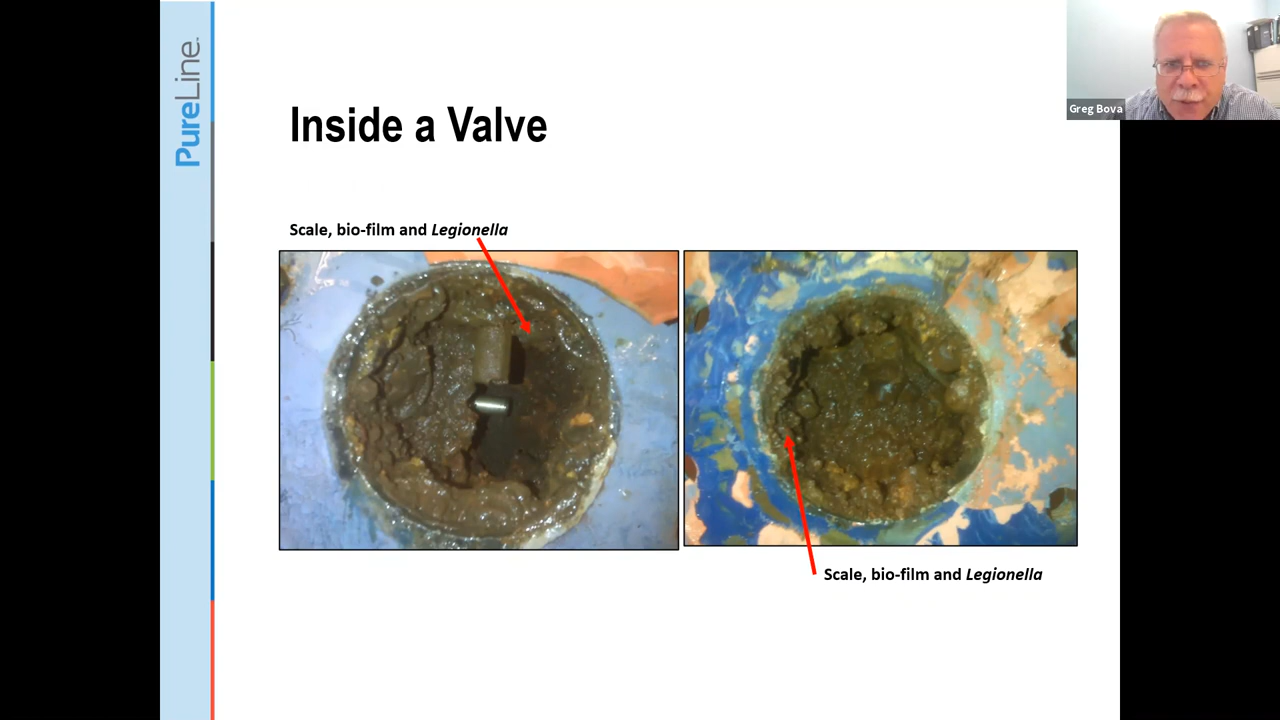 PureLine
Inside a Valve
Greg Bova
Scale, bio-film and Legionella
Scale, bio-film and Legionella